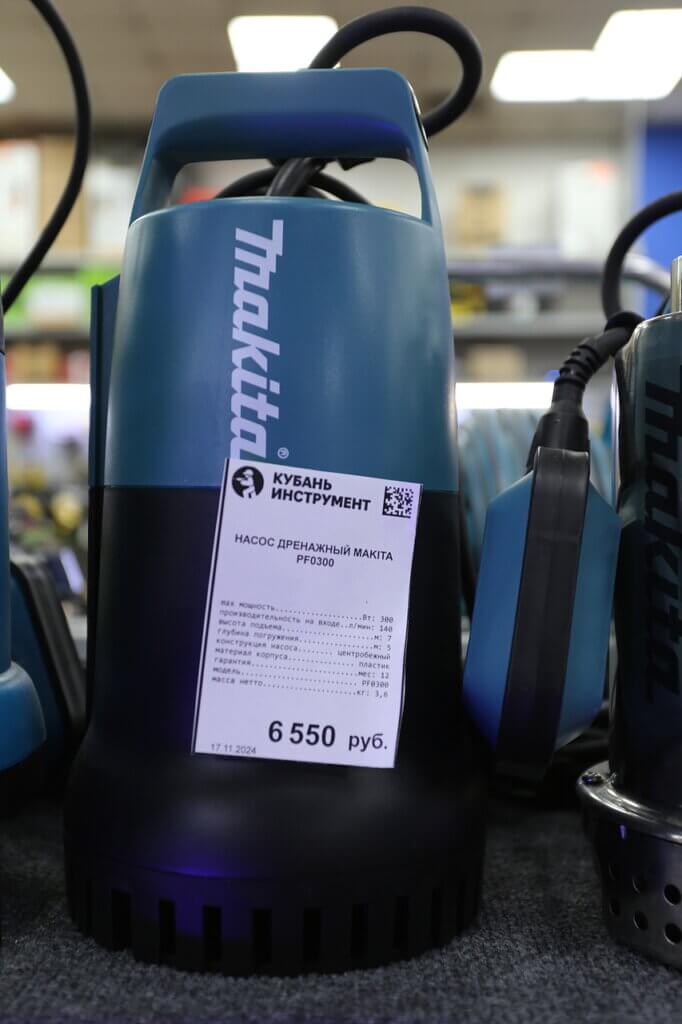 makita®
КУБАНЬ
ИНСТРУМЕНТ
НАСОС ДРЕНАЖНЫЙ MAKITA
PF0300
мах мощность...................Вт: 300
производительность на входе..л/мин: 140
высота подъема...................м: 7
глубина погружения...............м: 5
конструкция насоса........ центробежный
материал корпуса............... пластик
гарантия.......................мес: 12
модель......................... PF0300
масса нетто.....................кг: 3,6
6 550 руб.
17.11.2024
makita